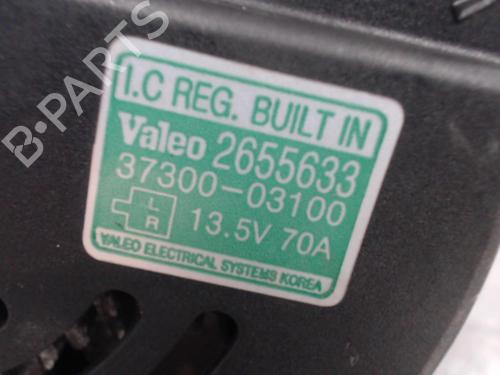 B-PARTS
I.C REG. BUILT IN
Valeo 2655633
37300-03100
L
R
13.5V 70A
VALEO ELECTRICAL SYSTEMS KOREA